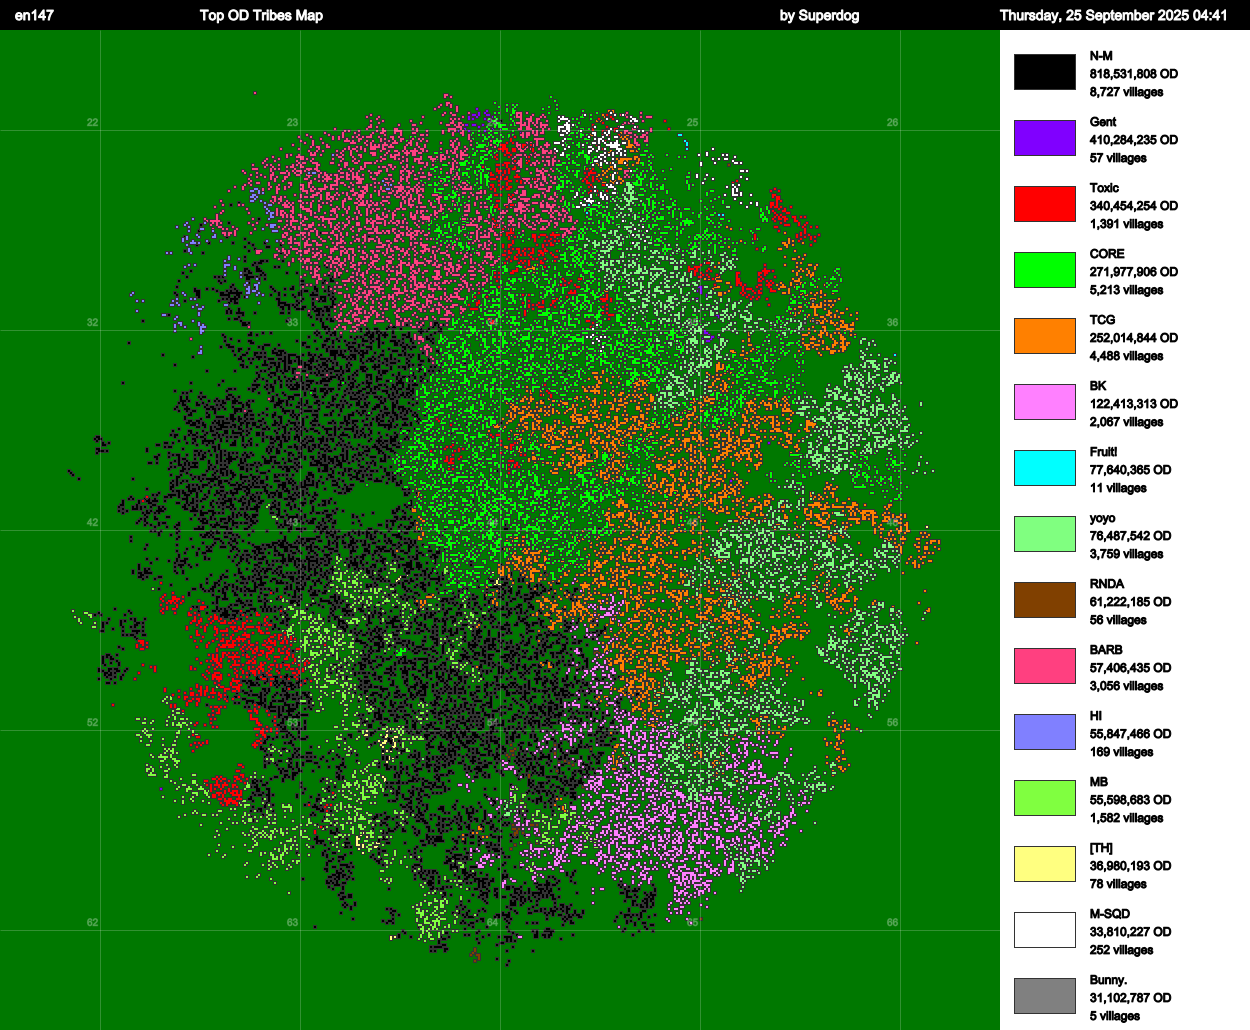 en147 Top OD Tribes Map by Superdog Thursday, 25 September 2025 04:41
N-M
818,531,808 OD
8,727 villages
Gent
410,284,235 OD
57 villages
Toxic
340,454,254 OD
1,391 villages
CORE
271,977,906 OD
5,213 villages
TCG
252,014,844 OD
4,488 villages
BK
122,413,313 OD
2,067 villages
77,640,365 OD
11 villages
yoyo
76,487,542 OD
3,759 villages
RNDA
61,222,185 OD
56 villages
BARB
57,406,435 OD
3,056 villages
55,847,466 OD
169 villages
MB
55,598,683 OD
1,582 villages
[TH]
36,980,193 OD
78 villages
M-SQD
33,810,227 OD
252 villages
Bunny.
31,102,787 OD
5 villages
22 23 25 26
32 33 36
42 43
52 53 54 56
62 63 64 65 66